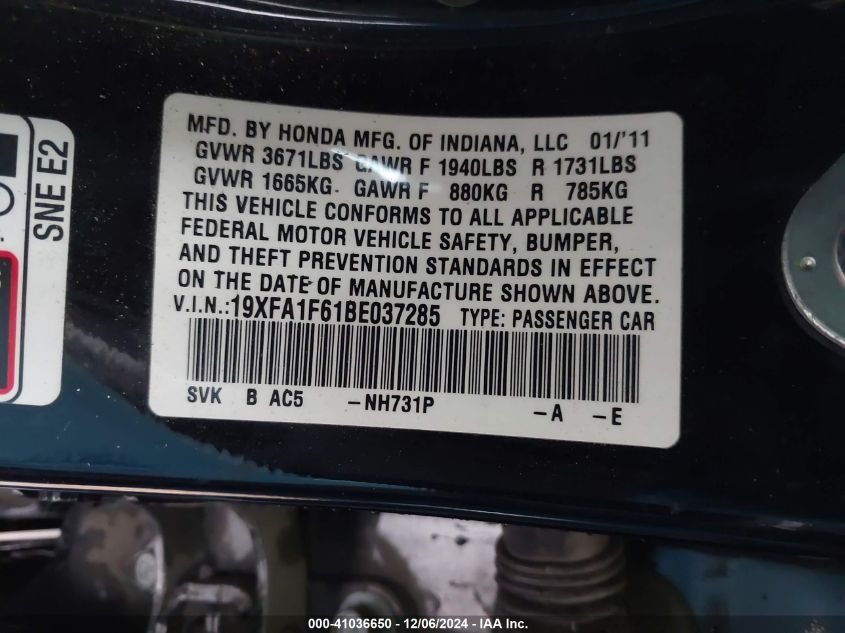 SNE E2
MFD. BY HONDA MFG. OF INDIANA, LLC 01/'11
GVWR 3671LBS GAWR F 1940LBS R 1731LBS
GVWR 1665KG GAWR F 880KG R 785KG
THIS VEHICLE CONFORMS TO ALL APPLICABLE
FEDERAL MOTOR VEHICLE SAFETY, BUMPER,
AND THEFT PREVENTION STANDARDS IN EFFECT
ON THE DATE OF MANUFACTURE SHOWN ABOVE.
V.I.N.:19XFA1F61BE037285 TYPE: PASSENGER CAR
SVK B AC5 -NH731P -A -E
000-41036650 - 12/06/2024 - IAA Inc.